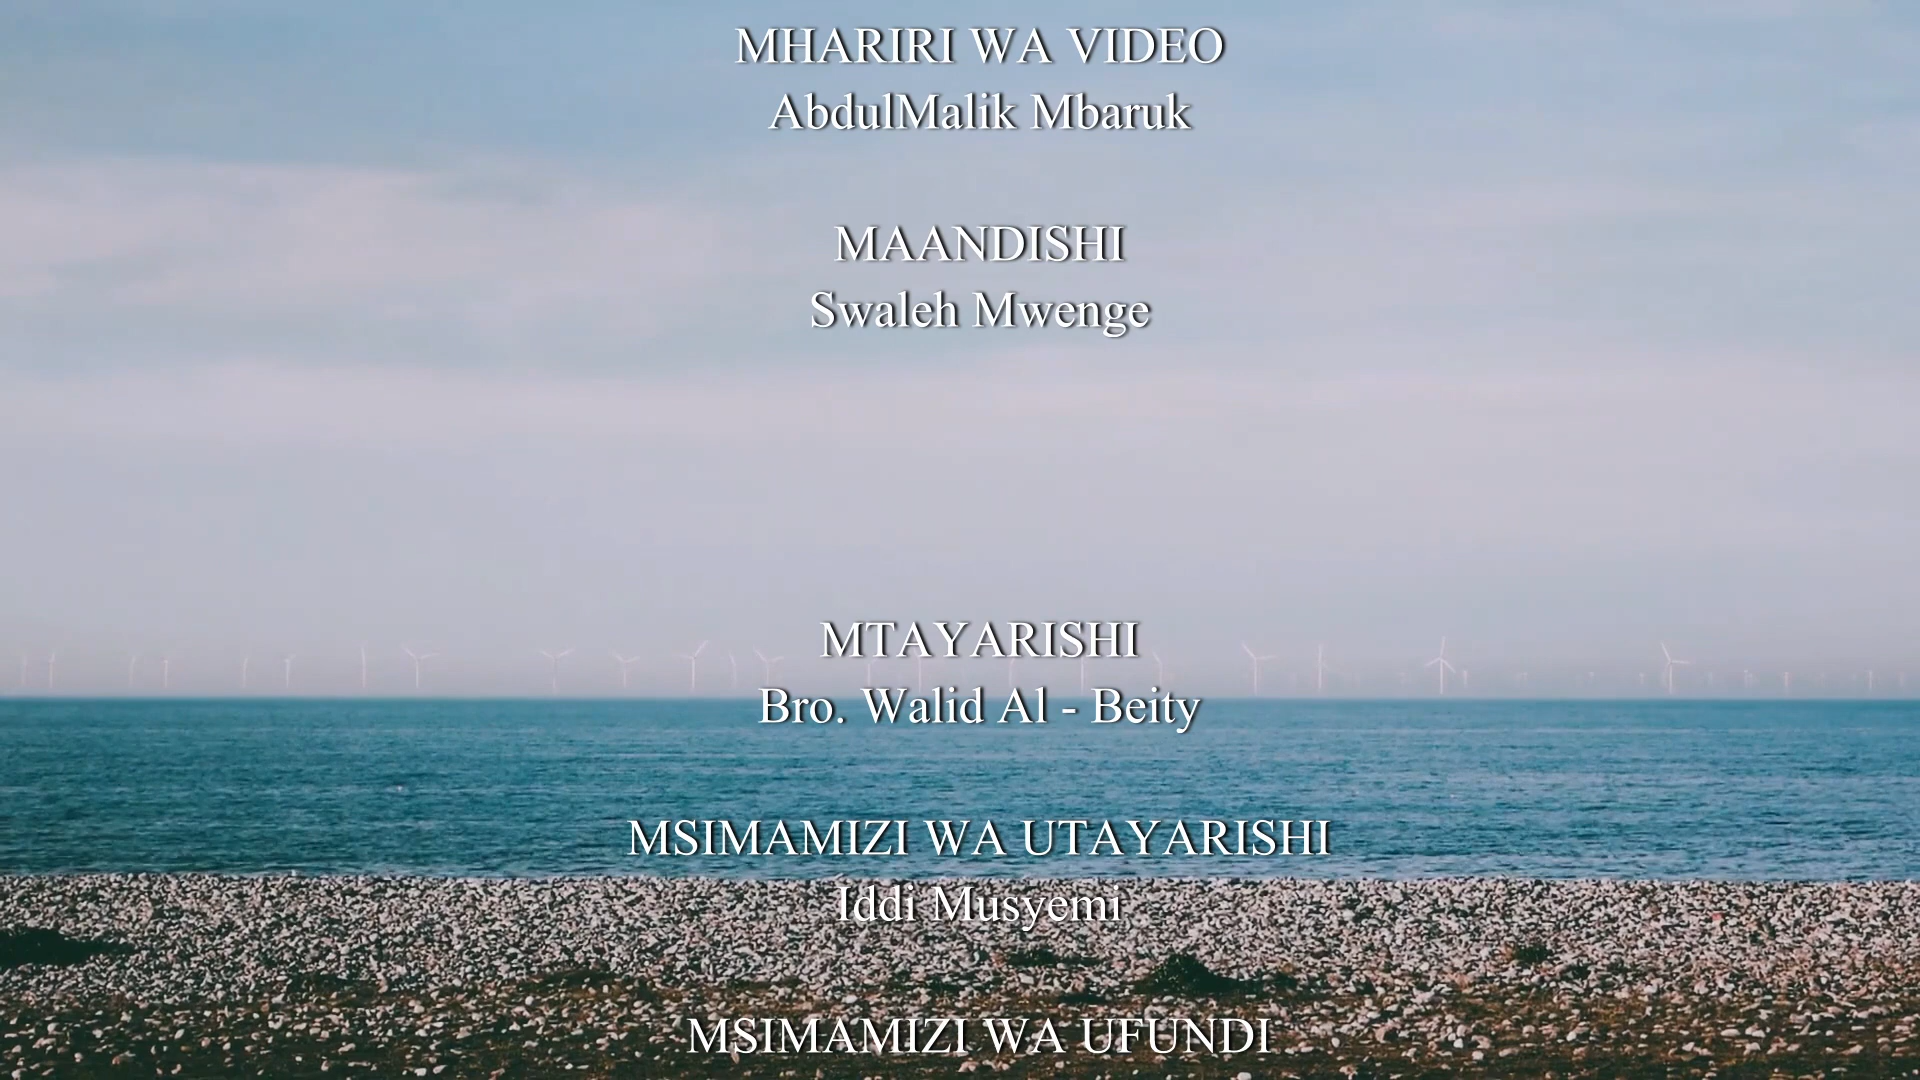 MHARIRI WA VIDEO
AbdulMalik Mbaruk
MAANDISHI
Swaleh Mwenge
MTAYARISHI
Bro. Walid Al - Beity
MSIMAMIZI WA UTAYARISHI
Iddi Musyemi
MSIMAMIZI WA UFUNDI